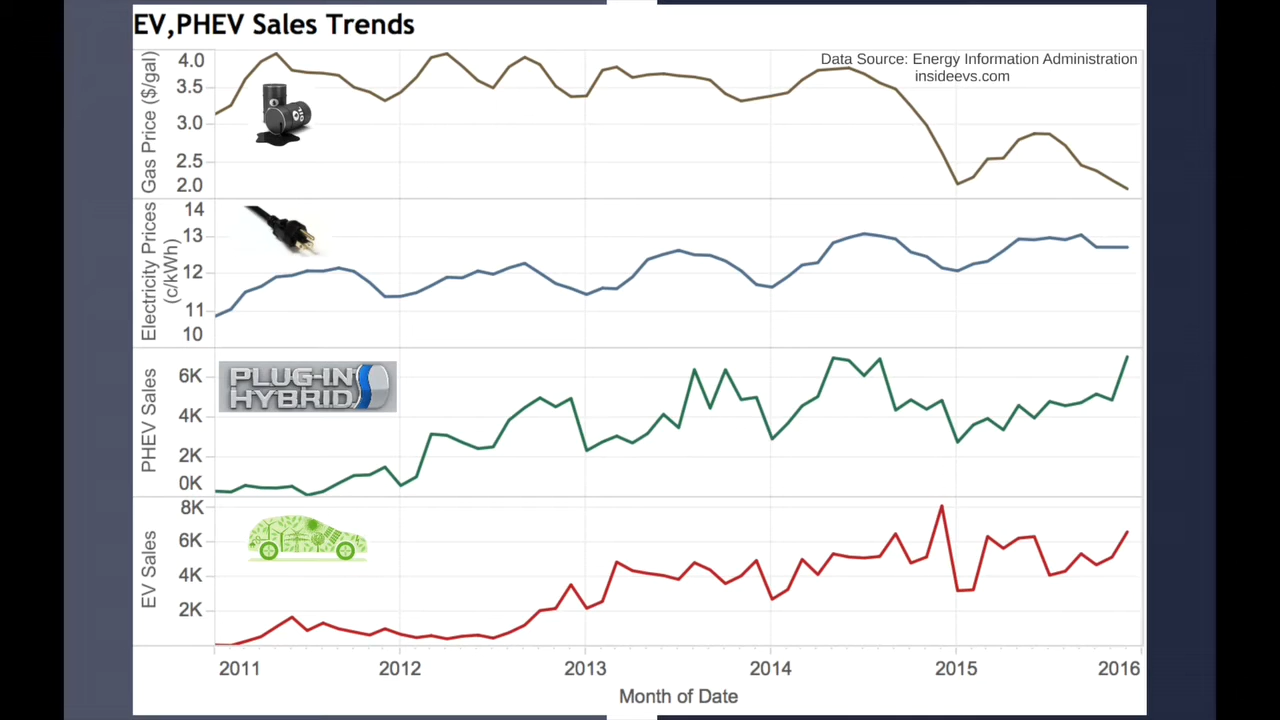 EV,PHEV Sales Trends
Data Source: Energy Information Administration
insideevs.com
Gas Price ($/gal)
4.0
3.5
3.0
2.5
2.0
Electricity Prices
(c/kWh)
14
13
12
11
10
PLUG-IN
HYBRID
PHEV Sales
6K
4K
2K
0K
EV Sales
8K
6K
4K
2K
2011 2012 2013 2014 2015 2016
Month of Date